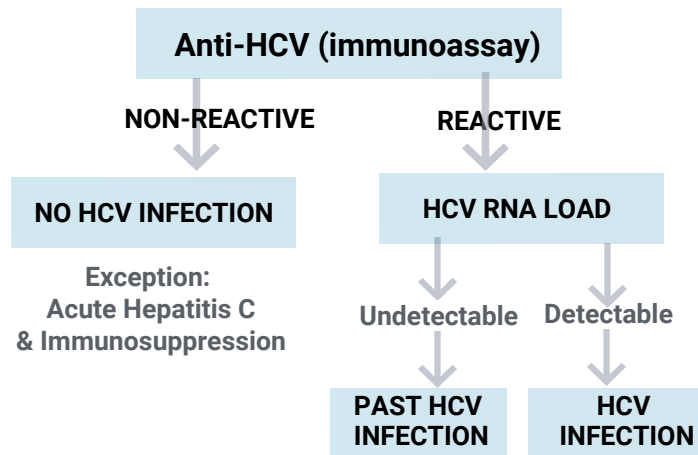 Anti-HCV (immunoassay)
NON-REACTIVE
REACTIVE
NO HCV INFECTION
HCV RNA LOAD
Exception:
Acute Hepatitis C
& Immunosuppression
Undetectable
Detectable
PAST HCV
INFECTION
HCV
INFECTION